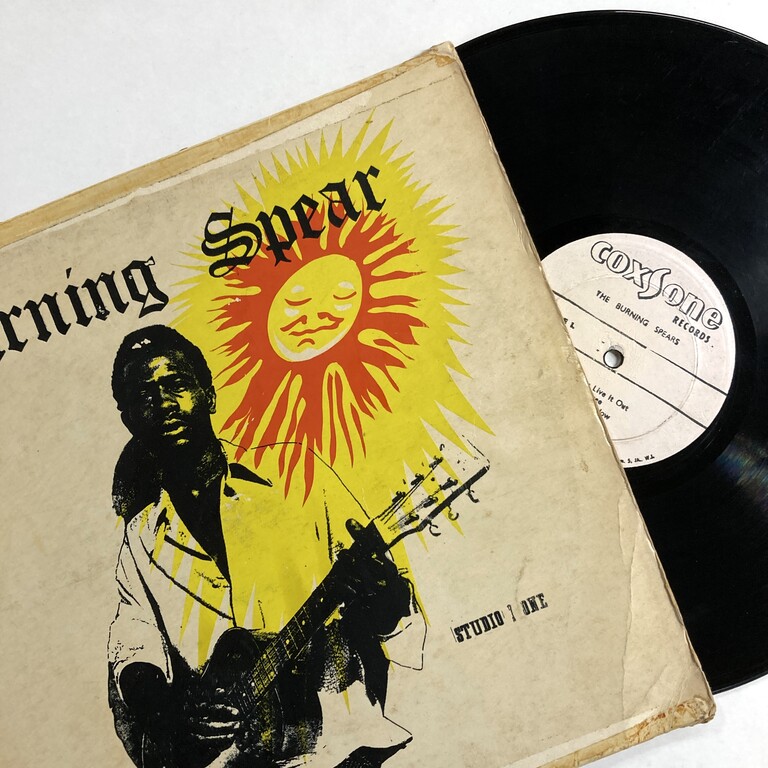 rning Spear
STUDIO 1 ONE
coxsone
RECORDS
THE BURNING SPEARS
Live It Out